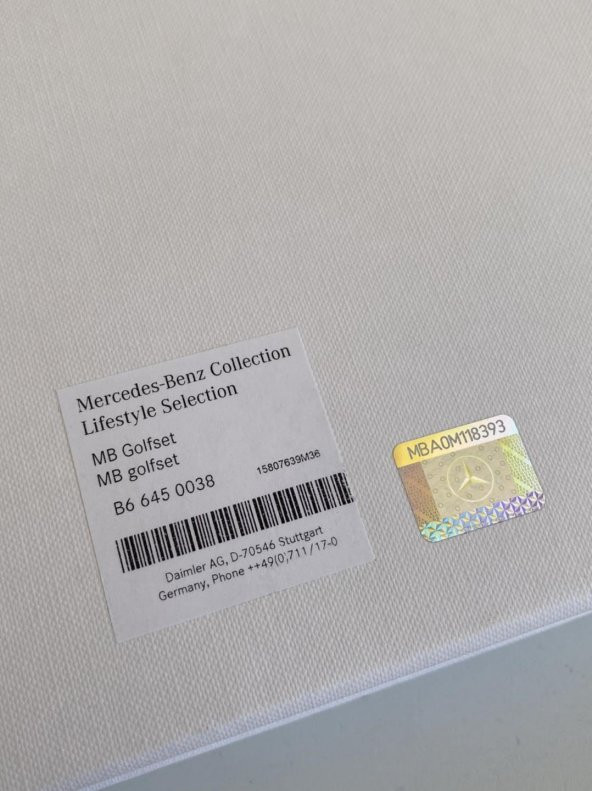 Mercedes-Benz Collection
Lifestyle Selection
MB Golfset
MB golfset
B6 645 0038
15807639M36
Daimler AG, D-70546 Stuttgart
Germany, Phone ++49(0)711/17-0
MBA0M118393